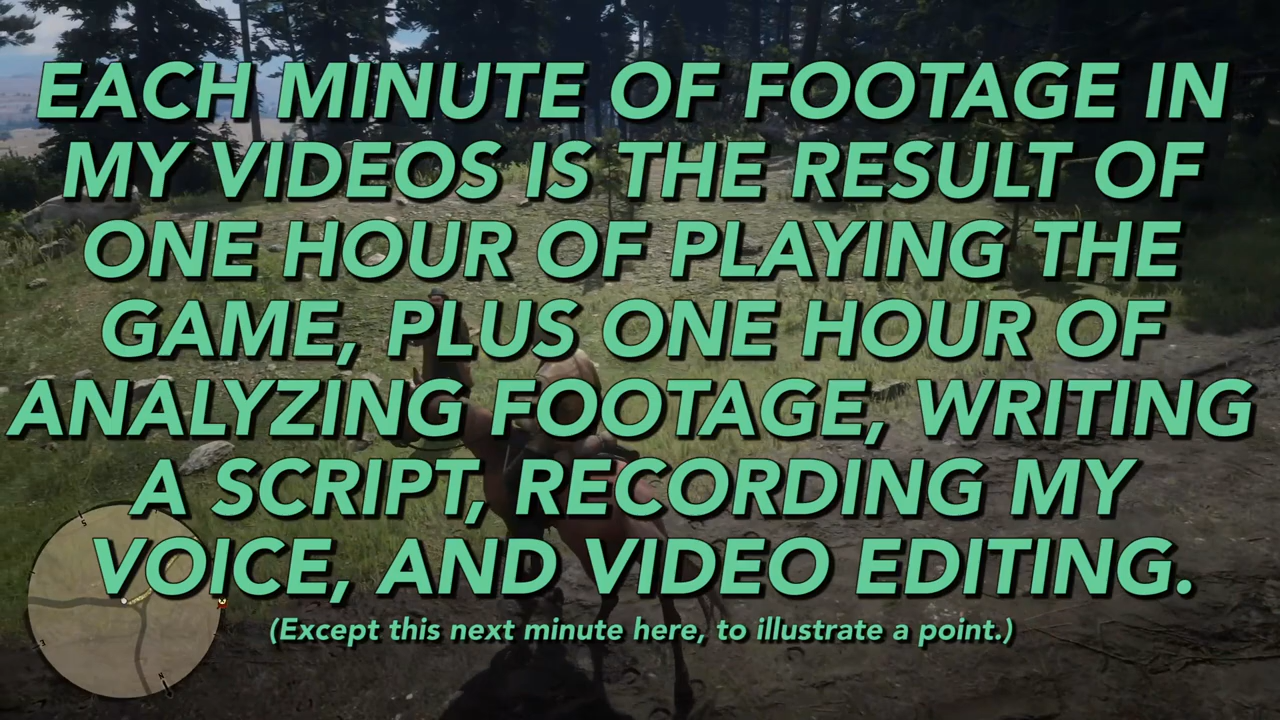 EACH MINUTE OF FOOTAGE IN
MY VIDEOS IS THE RESULT OF
ONE HOUR OF PLAYING THE
GAME, PLUS ONE HOUR OF
ANALYZING FOOTAGE, WRITING
A SCRIPT, RECORDING MY
VOICE, AND VIDEO EDITING.
(Except this next minute here, to illustrate a point.)